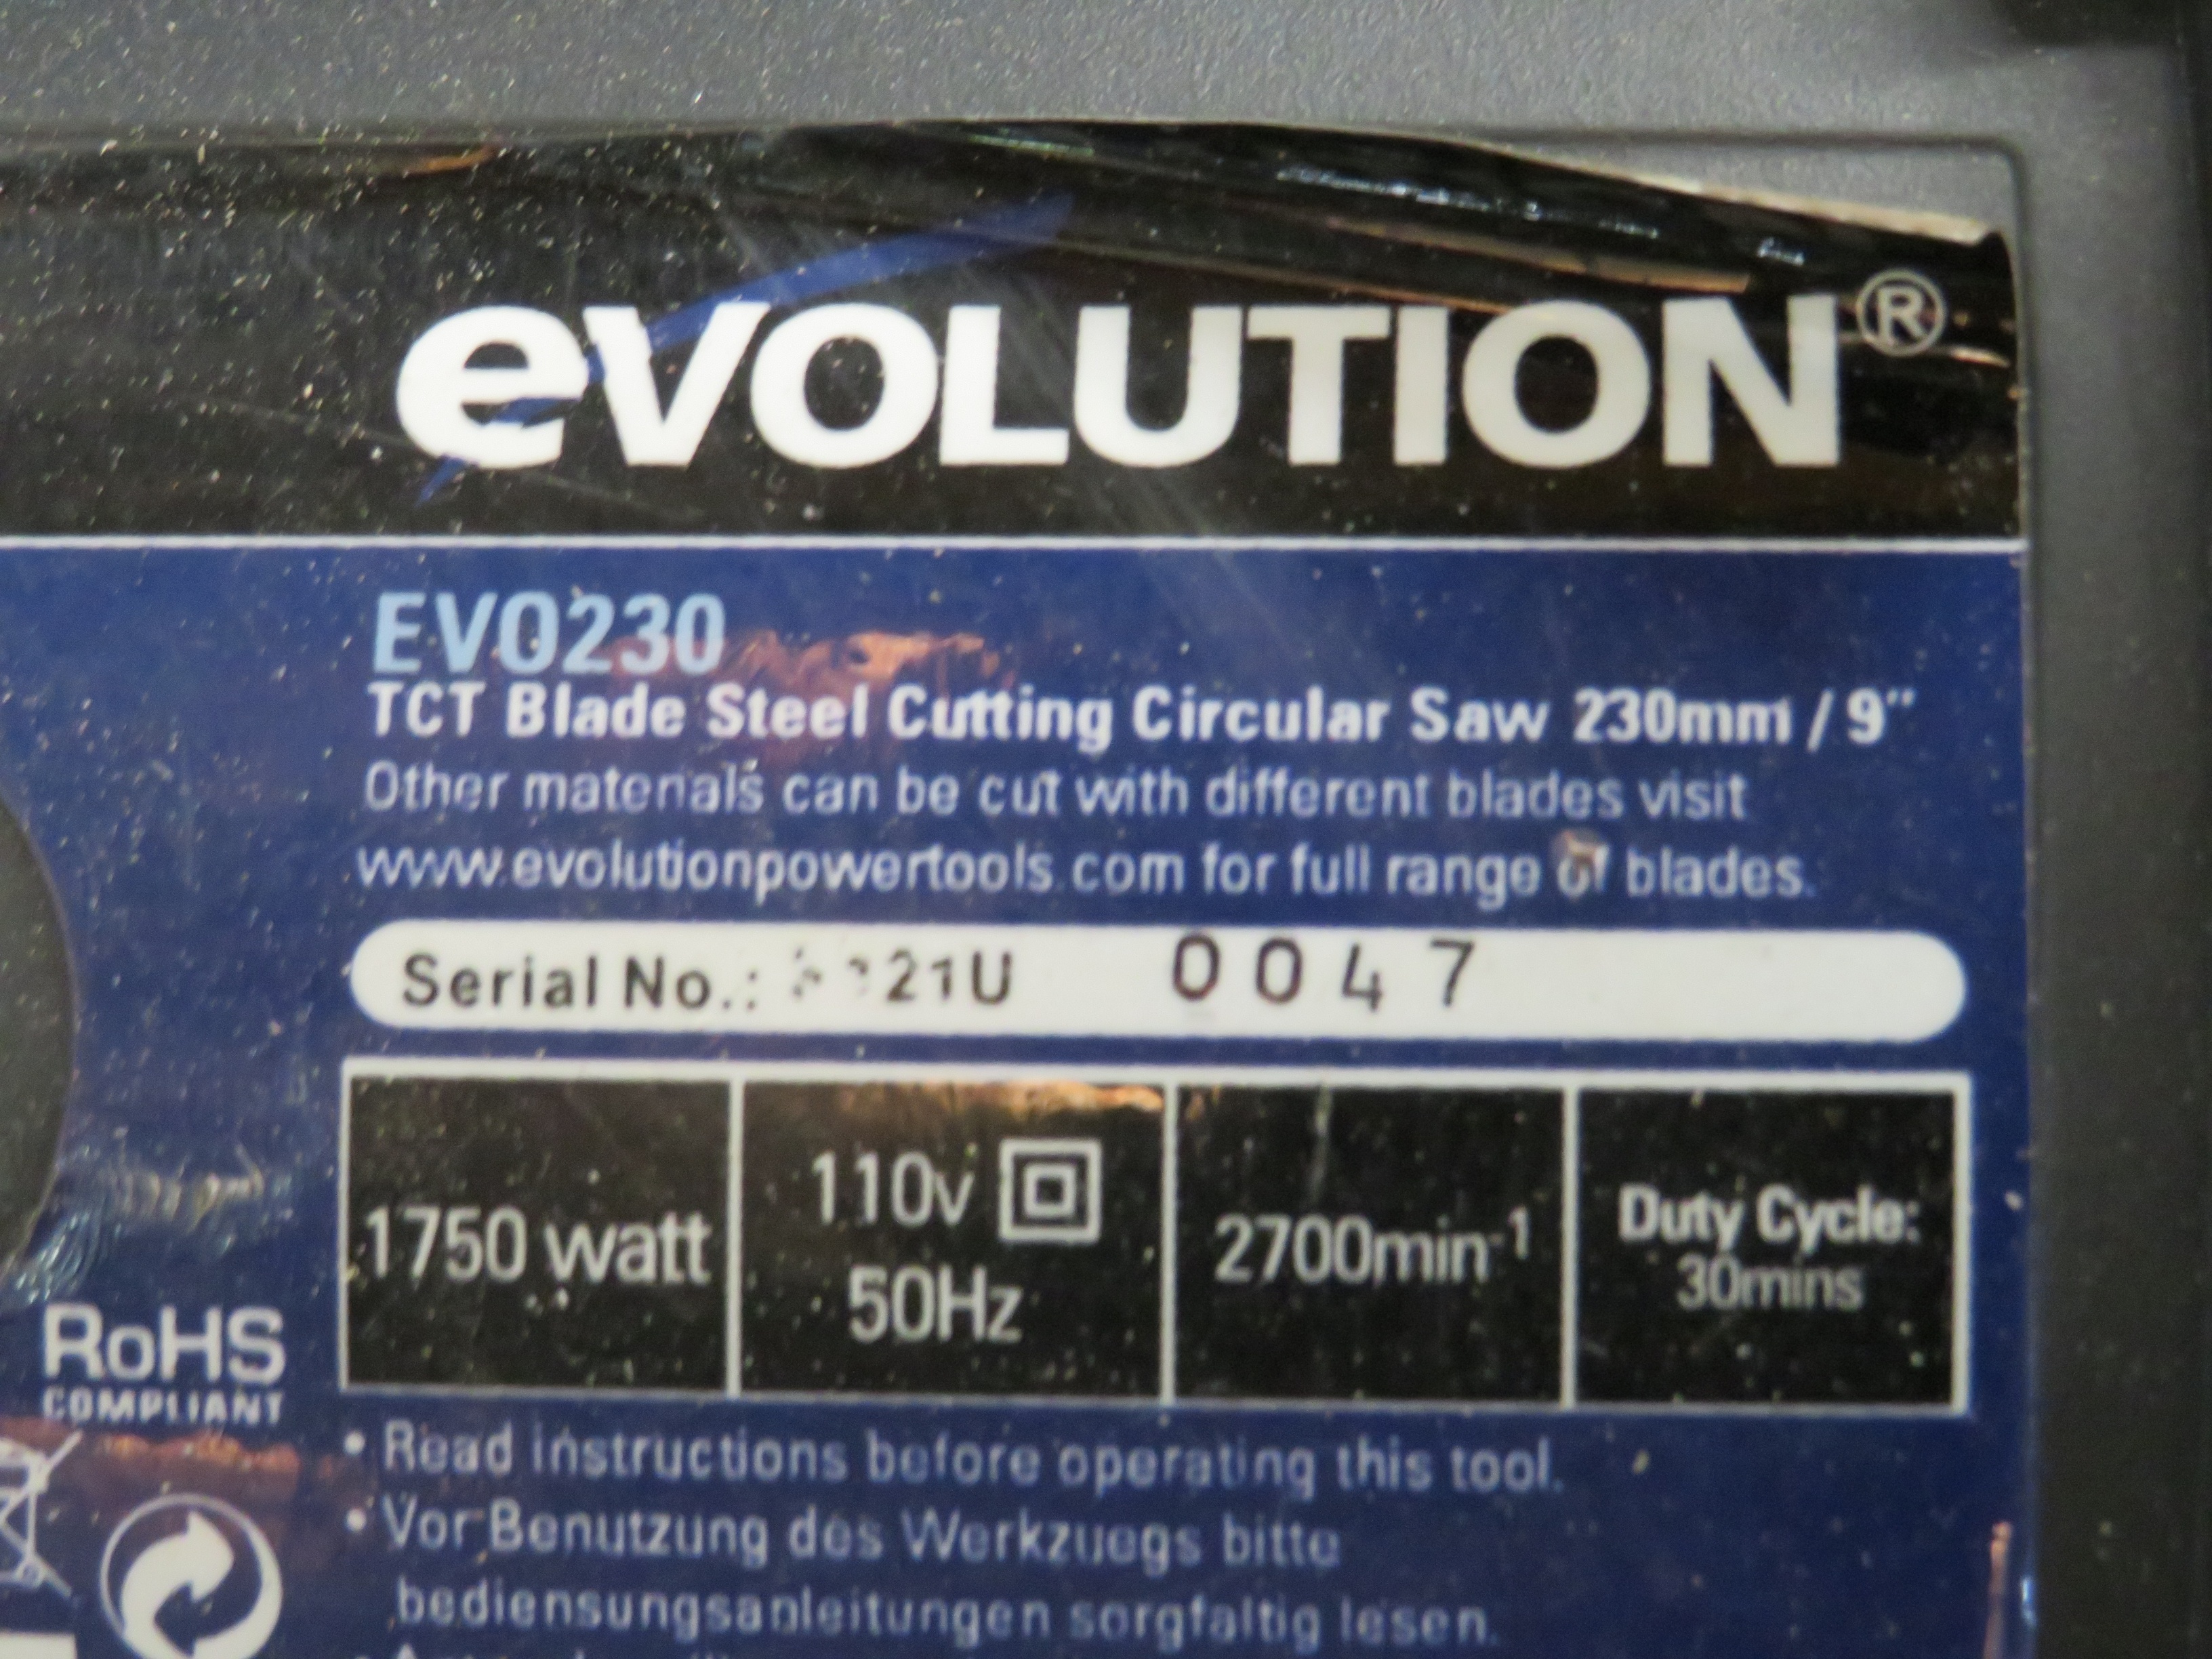 eVOLUTION®
EVO230
TCT Blade Steel Cutting Circular Saw 230mm / 9"
Other materials can be cut with different blades visit
www.evolutionpowertools.com for full range of blades.
Serial No.: 0047
1750 watt
110v
50Hz
2700min-1
Duty Cycle:
30mins
RoHS
COMPLIANT
• Read instructions before operating this tool.
• Vor Benutzung des Werkzuegs bitte
bedienungsanleitungen sorgfaltig lesen.